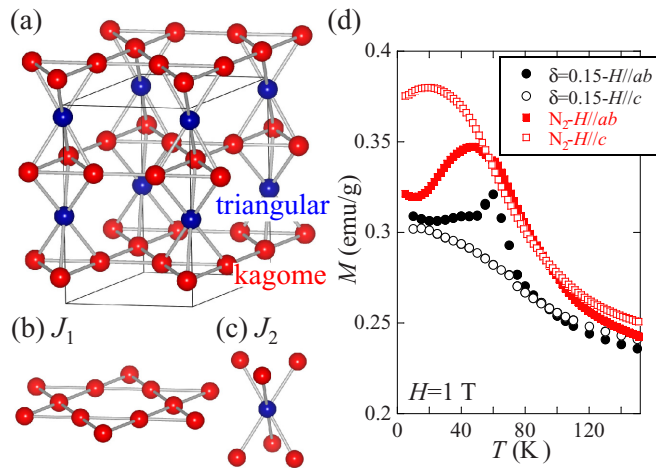 (a)
triangular
kagome
(b) J₁
(c) J₂
(d)
0.4
0.35
0.3
0.25
0.2
M (emu/g)
δ=0.15-H//ab
δ=0.15-H//c
N₂-H//ab
N₂-H//c
H=1 T
0 40 80 120
T (K)